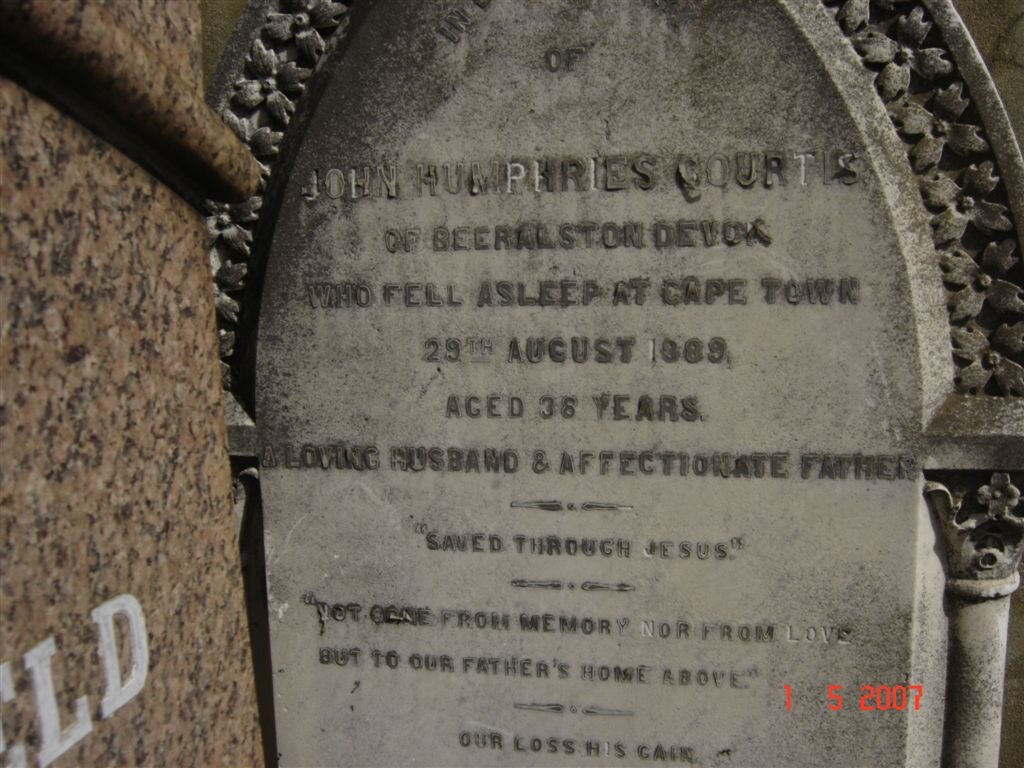 IN
OF
JOHN HUMPHRIES COURTIS
OF BEERALSTON DEVON
WHO FELL ASLEEP AT CAPE TOWN
29TH AUGUST 1889,
AGED 36 YEARS.
A LOVING HUSBAND & AFFECTIONATE FATHER
"SAVED THROUGH JESUS."
"NOT GONE FROM MEMORY NOR FROM LOVE
BUT TO OUR FATHER'S HOME ABOVE."
OUR LOSS HIS GAIN.
LD
1 5 2007